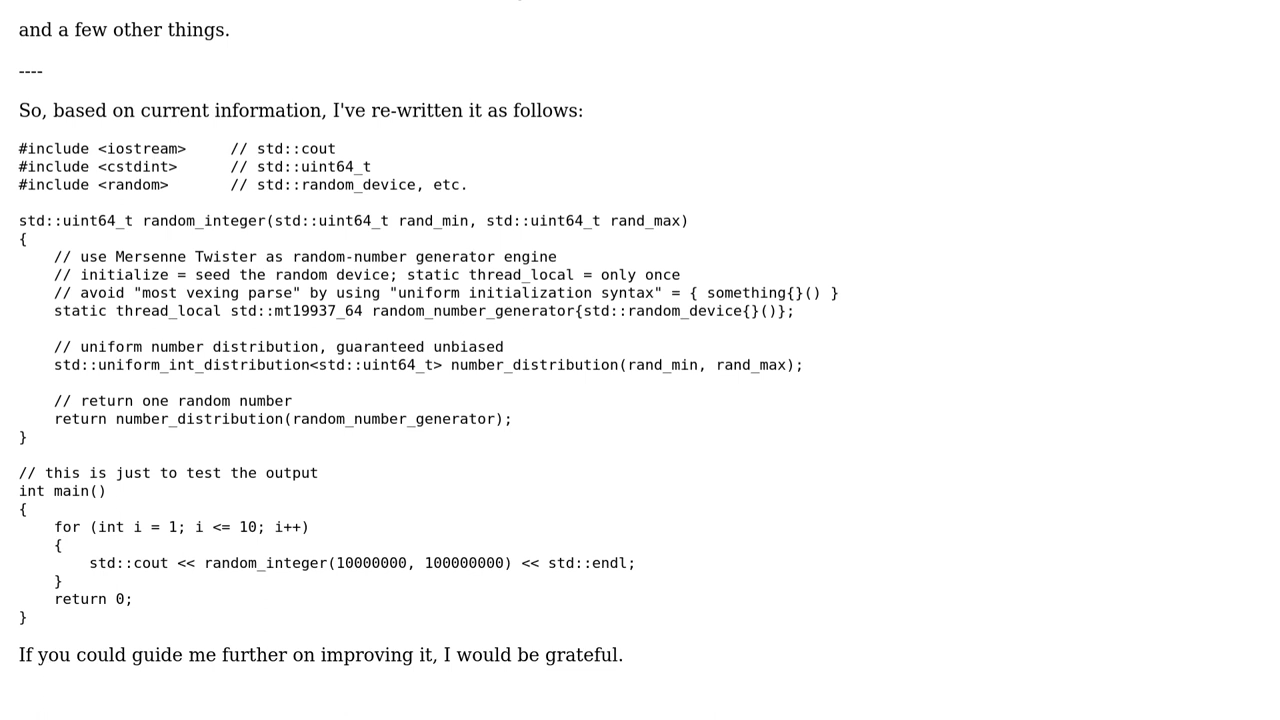 and a few other things.
----
So, based on current information, I've re-written it as follows:
#include <iostream>     // std::cout
#include <cstdint>      // std::uint64_t
#include <random>       // std::random_device, etc.
std::uint64_t random_integer(std::uint64_t rand_min, std::uint64_t rand_max)
{
    // use Mersenne Twister as random-number generator engine
    // initialize = seed the random device; static thread_local = only once
    // avoid "most vexing parse" by using "uniform initialization syntax" = { something{}() }
    static thread_local std::mt19937_64 random_number_generator{std::random_device{}()};
    // uniform number distribution, guaranteed unbiased
    std::uniform_int_distribution<std::uint64_t> number_distribution(rand_min, rand_max);
    // return one random number
    return number_distribution(random_number_generator);
}
// this is just to test the output
int main()
{
    for (int i = 1; i <= 10; i++)
    {
        std::cout << random_integer(10000000, 100000000) << std::endl;
    }
    return 0;
}
If you could guide me further on improving it, I would be grateful.